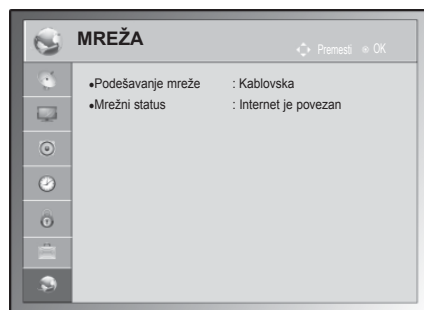 MREŽA
Premesti OK
•Podešavanje mreže : Kablovska
•Mrežni status : Internet je povezan